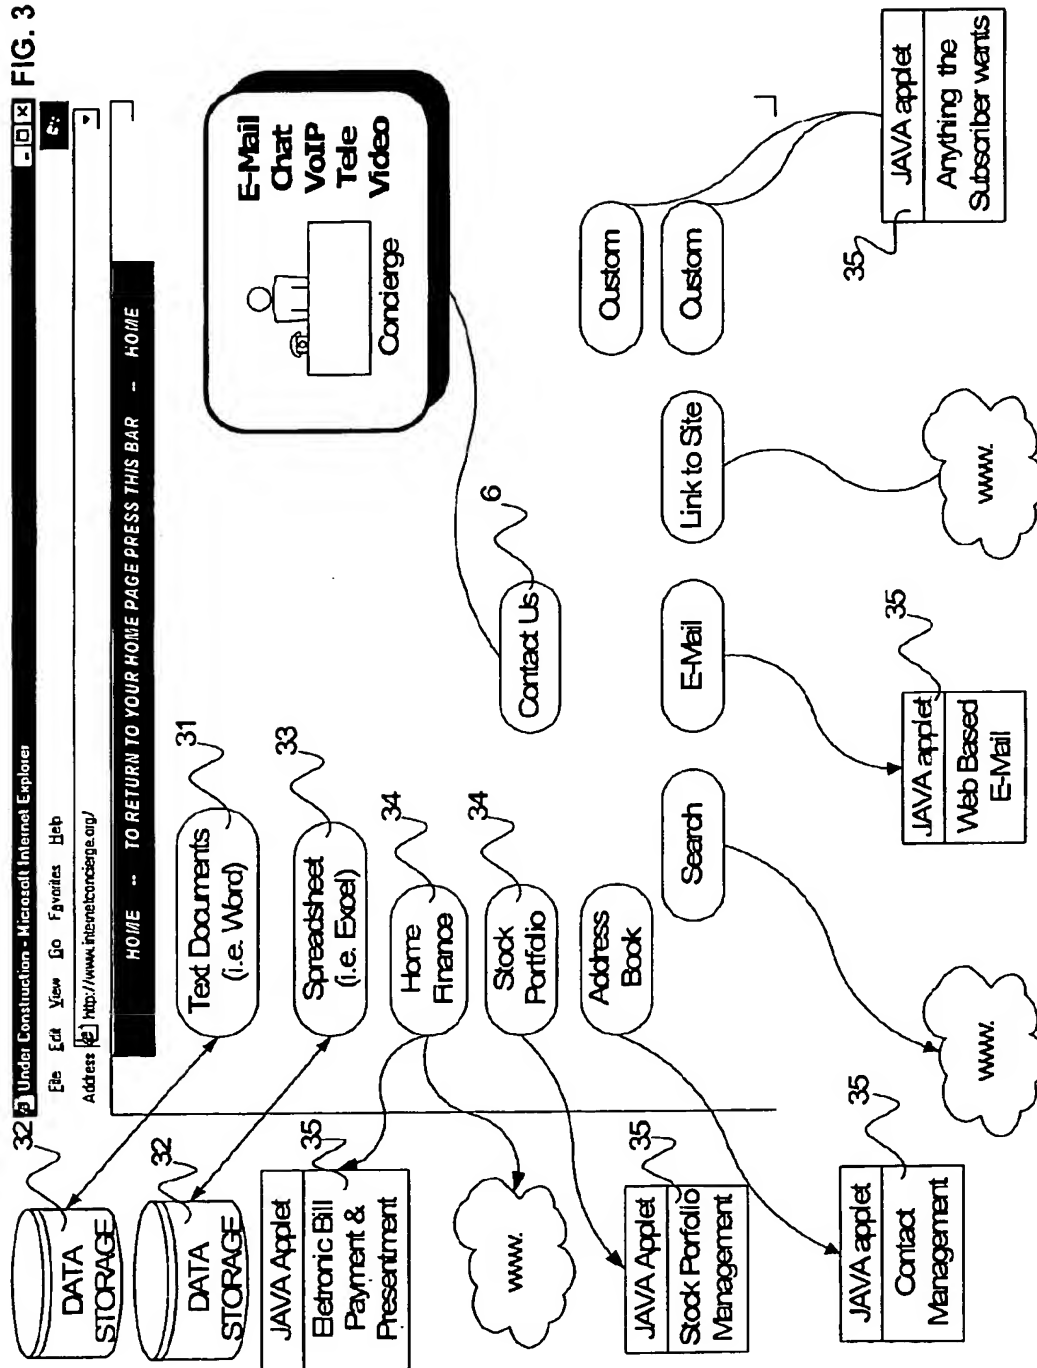 FIG. 3
Under Construction - Microsoft Internet Explorer
File Edit View Go Favorites Help
Address http://www.internetconcierge.org/
HOME -- TO RETURN TO YOUR HOME PAGE PRESS THIS BAR -- HOME
32
DATA
STORAGE
31
Text Documents
(i.e. Word)
E-Mail
Chat
VoIP
Tele
Video
Concierge
32
DATA
STORAGE
33
Spreadsheet
(i.e. Excel)
35
JAVA Applet
Eletronic Bill
Payment &
Presentment
34
Home
Finance
www.
34
Stock
Portfolio
6
Contact Us
Address
Book
35
JAVA Applet
Stock Porfolio
Management
Search
E-Mail
Link to Site
Custom
Custom
35
JAVA applet
Contact
Management
www.
35
JAVA applet
Web Based
E-Mail
www.
35
JAVA applet
Anything the
Subscriber wants